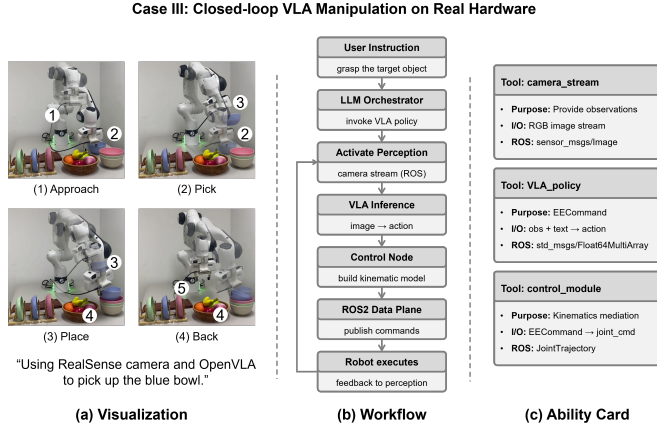 Case III: Closed-loop VLA Manipulation on Real Hardware
1
2
(1) Approach
3
2
(2) Pick
3
4
(3) Place
5
4
(4) Back
“Using RealSense camera and OpenVLA
to pick up the blue bowl.”
(a) Visualization
User Instruction
grasp the target object
LLM Orchestrator
invoke VLA policy
Activate Perception
camera stream (ROS)
VLA Inference
image → action
Control Node
build kinematic model
ROS2 Data Plane
publish commands
Robot executes
feedback to perception
(b) Workflow
Tool: camera_stream
• Purpose: Provide observations
• I/O: RGB image stream
• ROS: sensor_msgs/Image
Tool: VLA_policy
• Purpose: EECommand
• I/O: obs + text → action
• ROS: std_msgs/Float64MultiArray
Tool: control_module
• Purpose: Kinematics mediation
• I/O: EECommand → joint_cmd
• ROS: JointTrajectory
(c) Ability Card